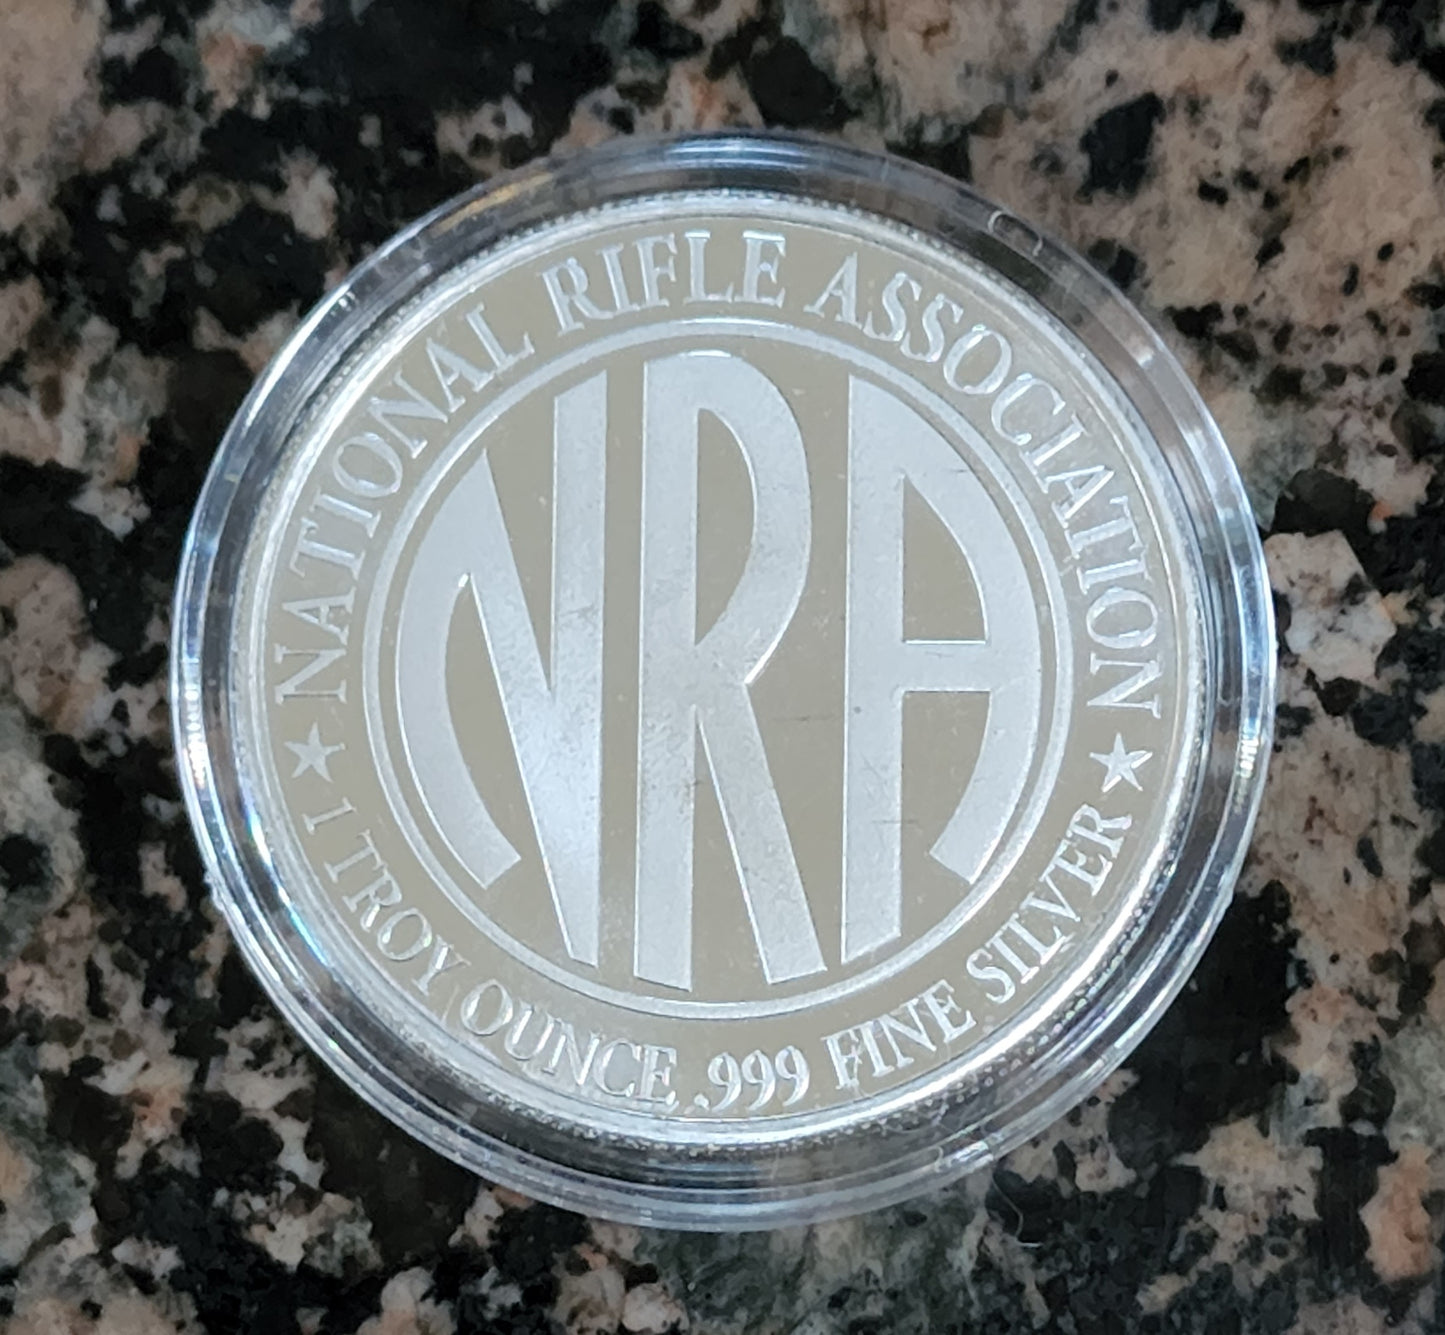 NATIONAL RIFLE ASSOCIATION
NRA
1 TROY OUNCE .999 FINE SILVER